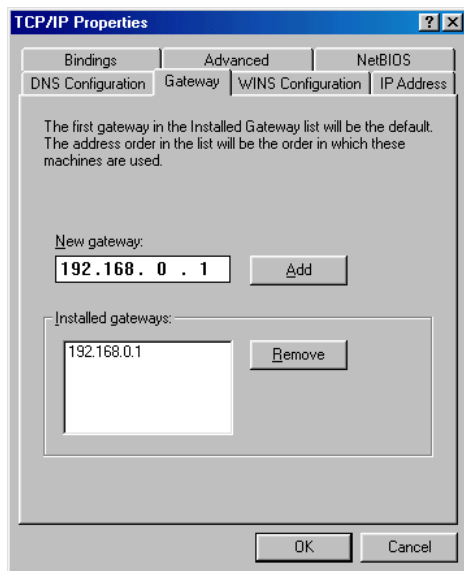 TCP/IP Properties
? ×
Bindings Advanced NetBIOS
DNS Configuration Gateway WINS Configuration IP Address
The first gateway in the Installed Gateway list will be the default.
The address order in the list will be the order in which these
machines are used.
New gateway:
192.168. 0 . 1 Add
Installed gateways:
192.168.0.1 Remove
OK Cancel